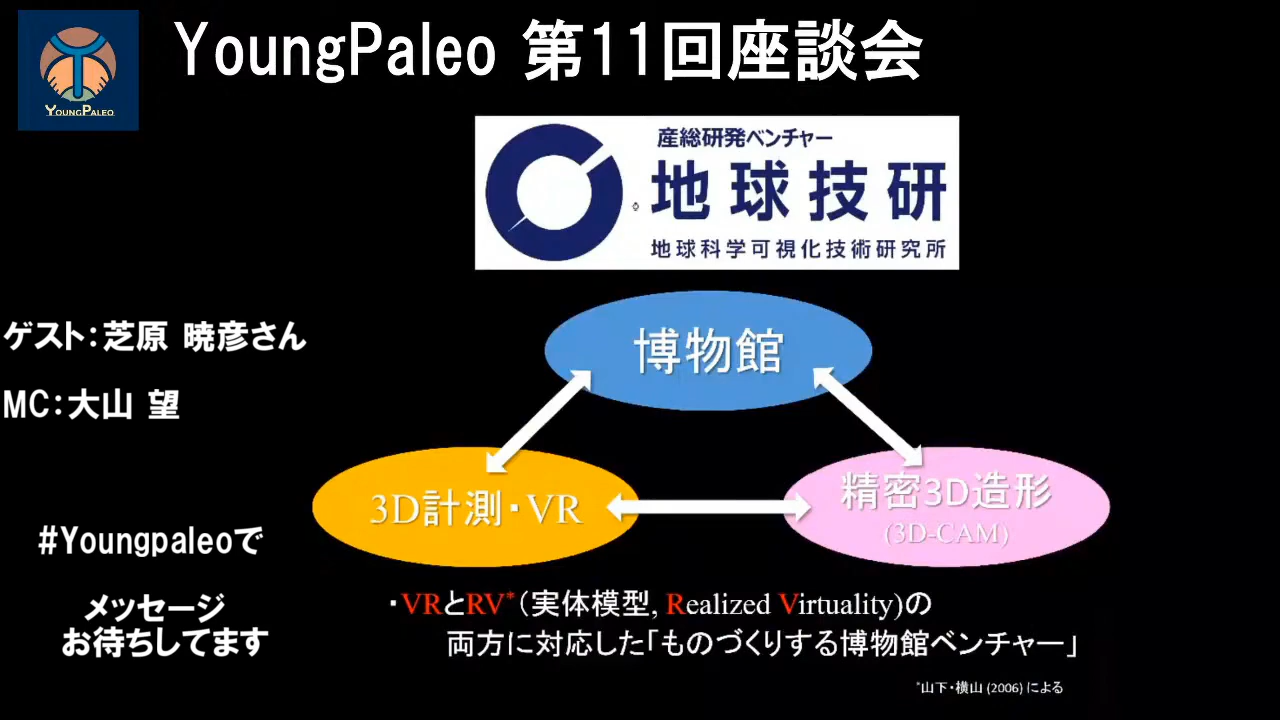 YoungPaleo 第11回座談会
YOUNGPALEO
産総研発ベンチャー
地球技研
地球科学可視化技術研究所
ゲスト：芝原 暁彦さん
MC：大山 望
博物館
3D計測・VR
精密3D造形
(3D-CAM)
#Youngpaleoで
メッセージ
お待ちしてます
・VRとRV*（実体模型, Realized Virtuality)の
両方に対応した「ものづくりする博物館ベンチャー」
*山下・横山 (2006) による